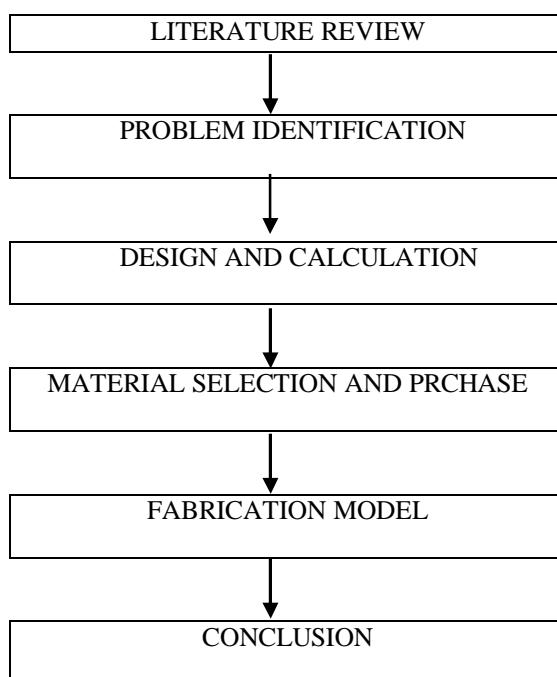 LITERATURE REVIEW
PROBLEM IDENTIFICATION
DESIGN AND CALCULATION
MATERIAL SELECTION AND PRCHASE
FABRICATION MODEL
CONCLUSION